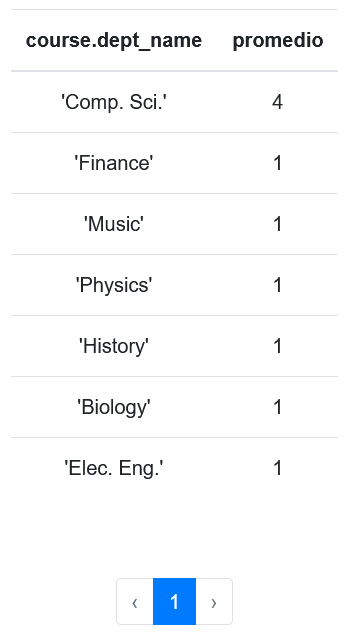 course.dept_name promedio
'Comp. Sci.' 4
'Finance' 1
'Music' 1
'Physics' 1
'History' 1
'Biology' 1
'Elec. Eng.' 1
‹ 1 ›